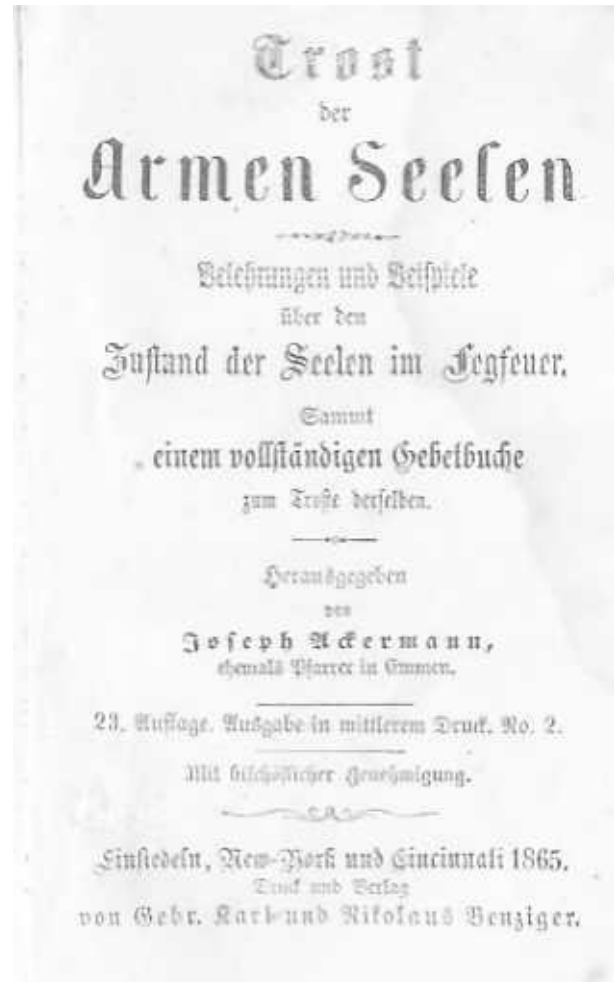 Trost
der
Armen Seelen
Belehrungen und Beispiele
über den
Zustand der Seelen im Fegfeuer.
Sammt
einem vollständigen Gebetbuche
zum Troste derselben.
Herausgegeben
von
Joseph Ackermann,
ehemals Pfarrer in Emmen.
23. Auflage. Ausgabe in mittlerem Druck. No. 2.
Mit bischöflicher Genehmigung.
Einsiedeln, New-York und Cincinnati 1865.
Druck und Verlag
von Gebr. Karl und Nikolaus Benziger.